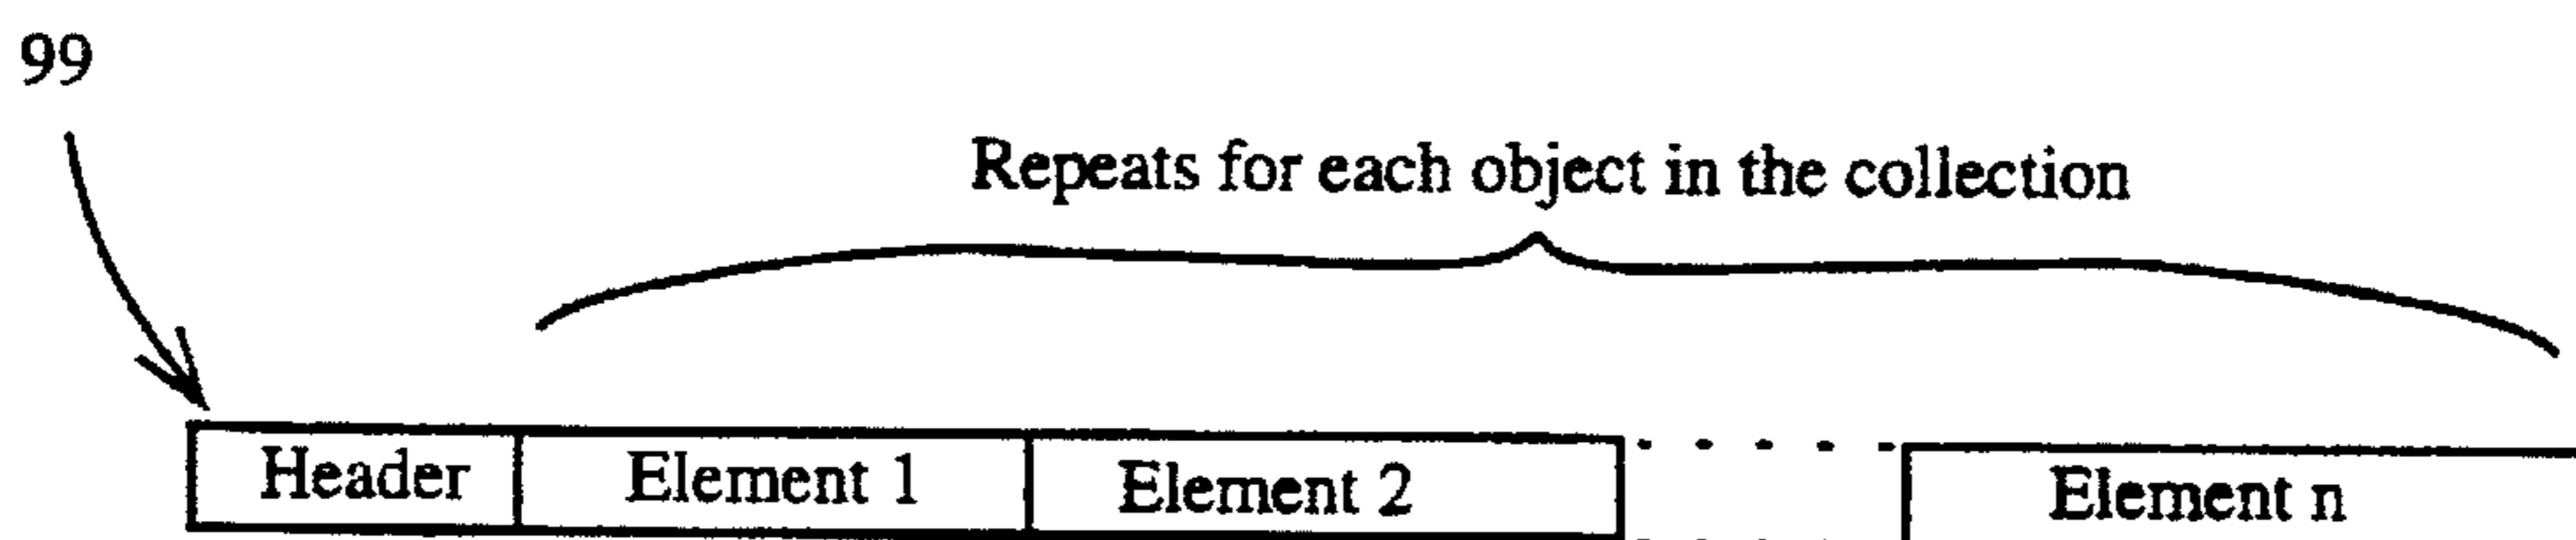 99
Repeats for each object in the collection
Header Element 1 Element 2 Element n